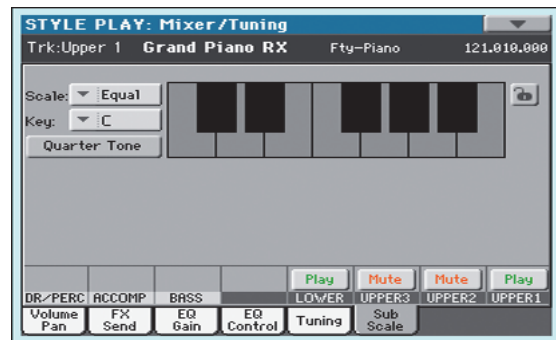 STYLE PLAY: Mixer/Tuning
Trk:Upper 1 Grand Piano RX Fty-Piano 121.010.000
Scale: Equal
Key: C
Quarter Tone
Play Mute Mute Play
DR/PERC ACCOMP BASS LOWER UPPER3 UPPER2 UPPER1
Volume Pan FX Send EQ Gain EQ Control Tuning Sub Scale